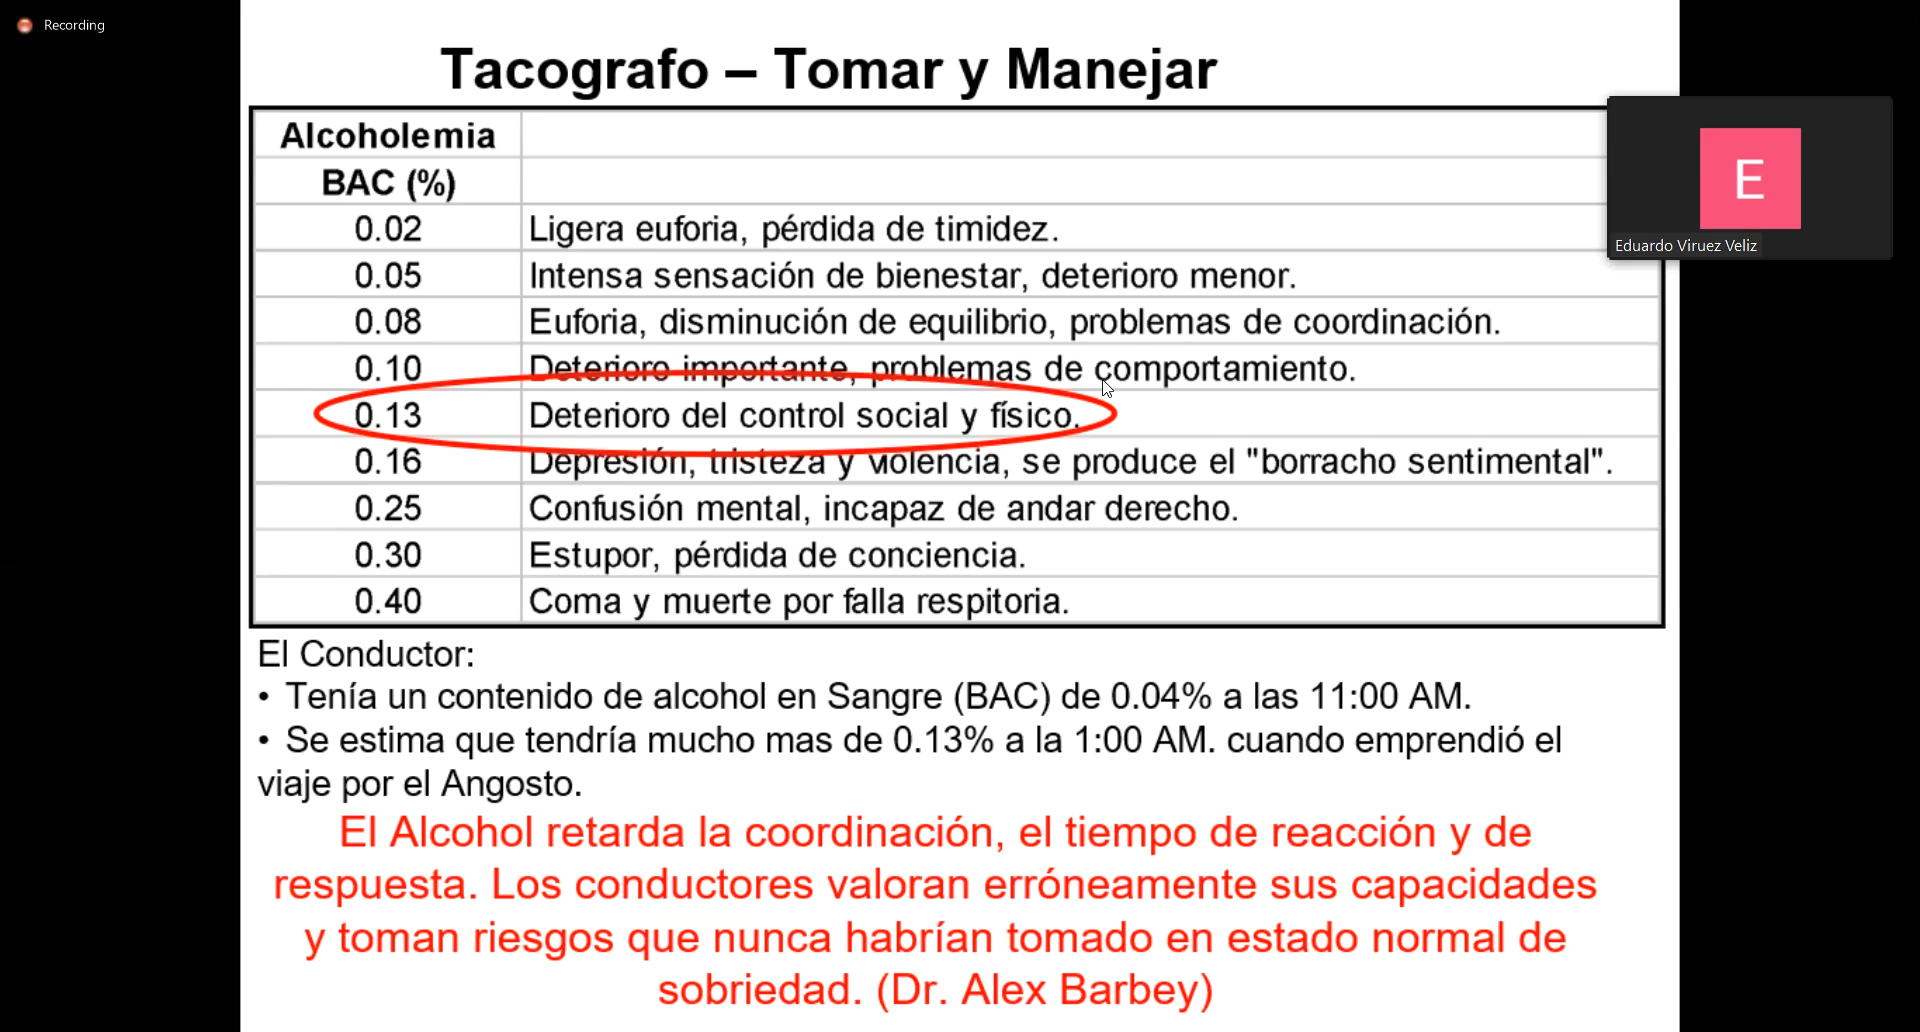 Recording
Tacografo – Tomar y Manejar
Alcoholemia
BAC (%)
0.02 Ligera euforia, pérdida de timidez.
0.05 Intensa sensación de bienestar, deterioro menor.
0.08 Euforia, disminución de equilibrio, problemas de coordinación.
0.10 Deterioro importante, problemas de comportamiento.
0.13 Deterioro del control social y físico.
0.16 Depresión, tristeza y violencia, se produce el "borracho sentimental".
0.25 Confusión mental, incapaz de andar derecho.
0.30 Estupor, pérdida de conciencia.
0.40 Coma y muerte por falla respitoria.
E
Eduardo Viruez Veliz
El Conductor:
• Tenía un contenido de alcohol en Sangre (BAC) de 0.04% a las 11:00 AM.
• Se estima que tendría mucho mas de 0.13% a la 1:00 AM. cuando emprendió el
viaje por el Angosto.
El Alcohol retarda la coordinación, el tiempo de reacción y de
respuesta. Los conductores valoran erróneamente sus capacidades
y toman riesgos que nunca habrían tomado en estado normal de
sobriedad. (Dr. Alex Barbey)